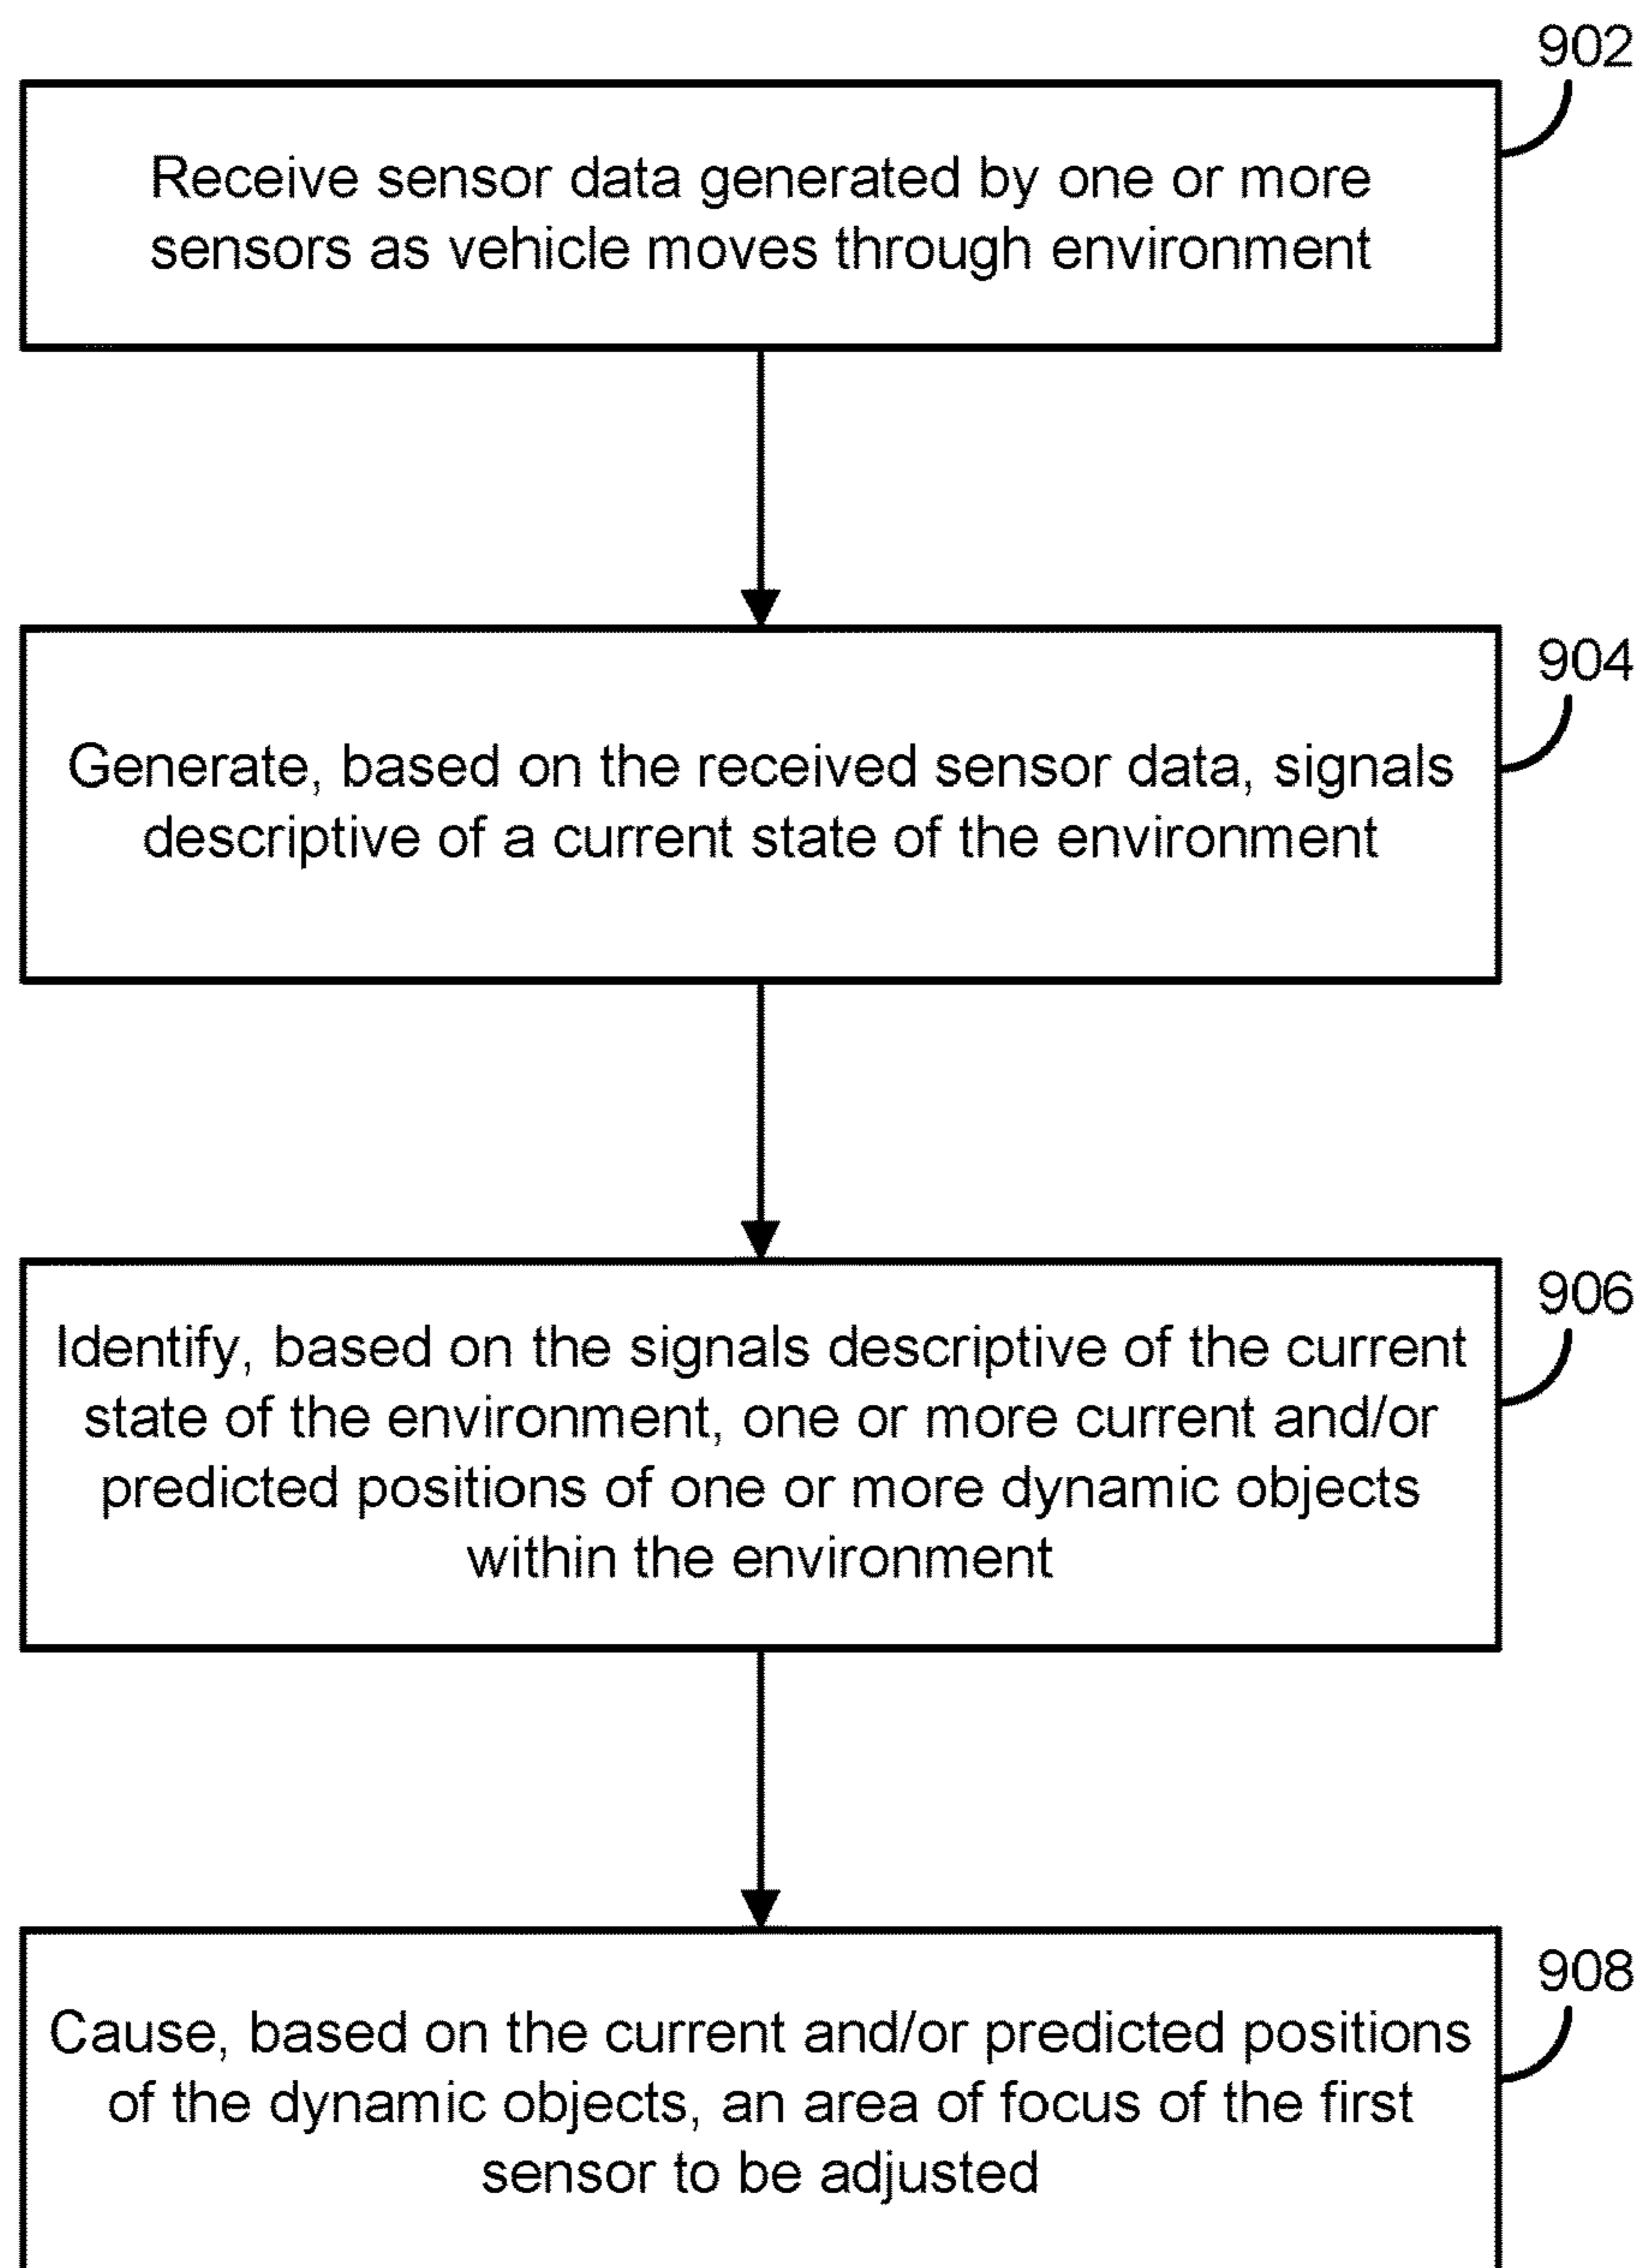 902
Receive sensor data generated by one or more
sensors as vehicle moves through environment
904
Generate, based on the received sensor data, signals
descriptive of a current state of the environment
906
Identify, based on the signals descriptive of the current
state of the environment, one or more current and/or
predicted positions of one or more dynamic objects
within the environment
908
Cause, based on the current and/or predicted positions
of the dynamic objects, an area of focus of the first
sensor to be adjusted